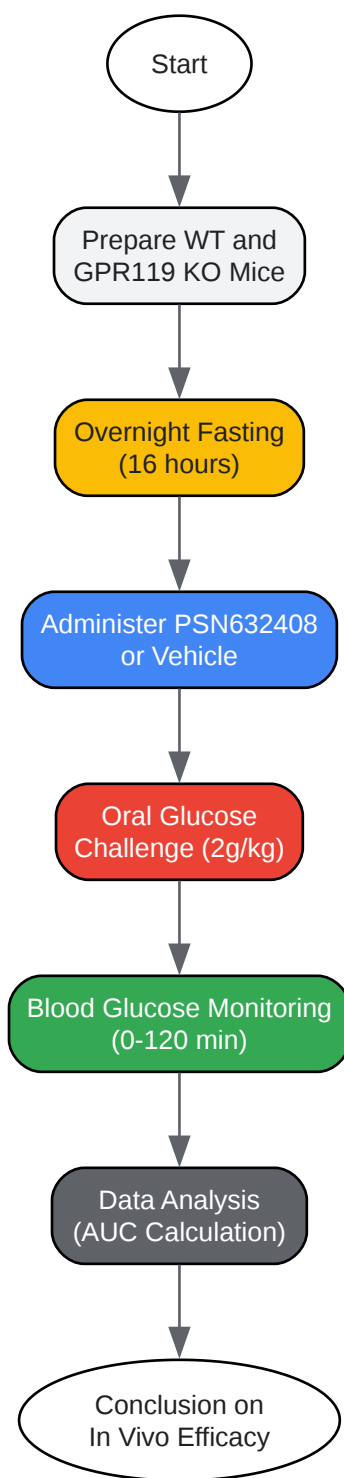 Start
Prepare WT and
GPR119 KO Mice
Overnight Fasting
(16 hours)
Administer PSN632408
or Vehicle
Oral Glucose
Challenge (2g/kg)
Blood Glucose Monitoring
(0-120 min)
Data Analysis
(AUC Calculation)
Conclusion on
In Vivo Efficacy